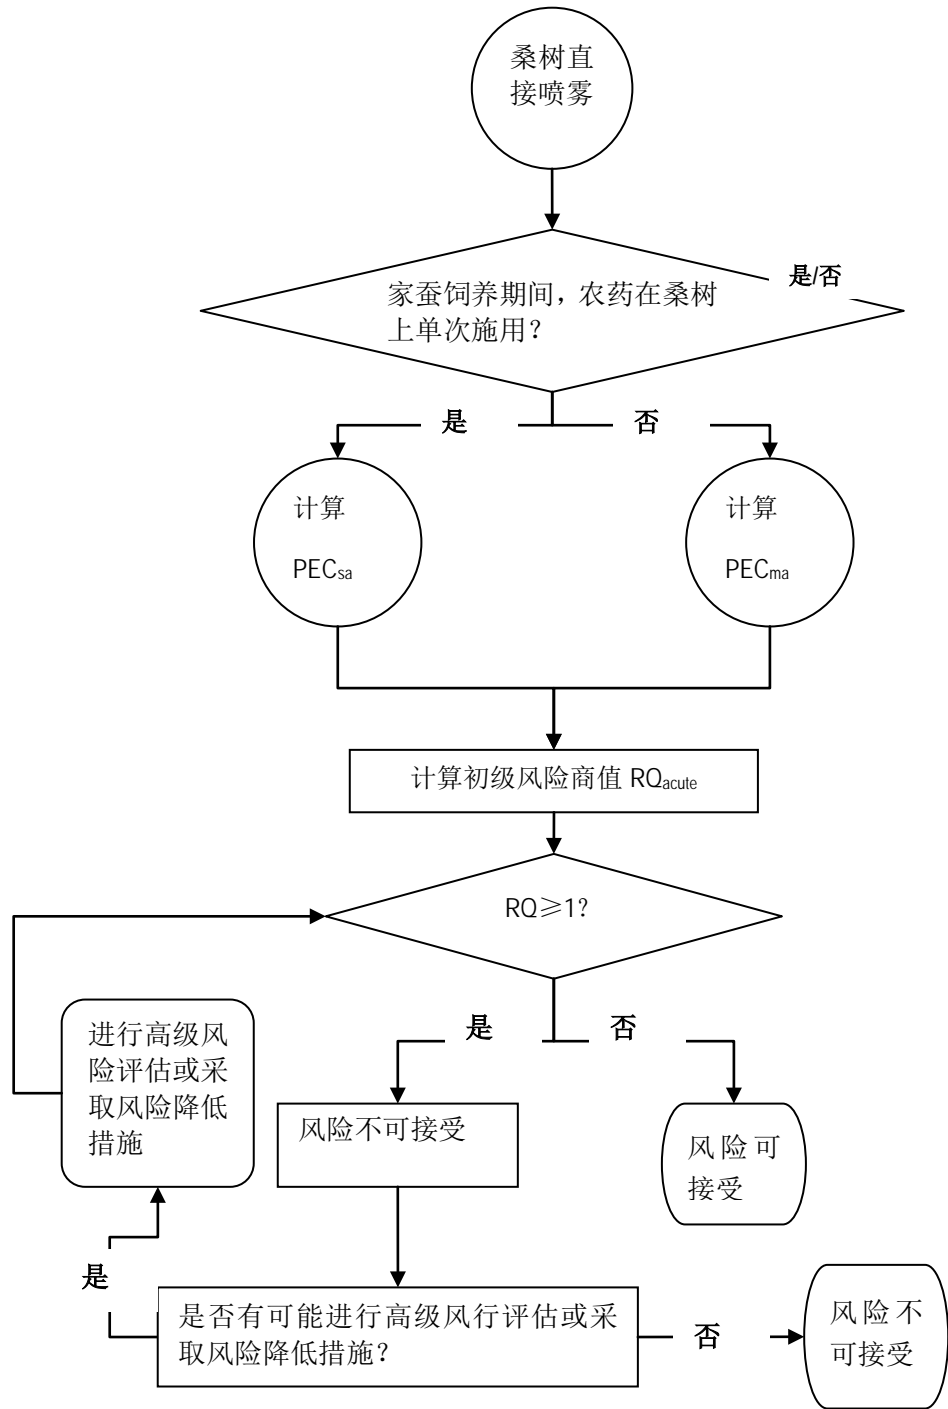 桑树直
接喷雾
是/否
家蚕饲养期间，农药在桑树
上单次施用？
是
否
计算
PECsa
计算
PECma
计算初级风险商值 RQacute
RQ≥1?
是
否
进行高级风
险评估或采
取风险降低
措施
风险不可接受
风险可
接受
是
是否有可能进行高级风行评估或采
取风险降低措施？
否
风险不
可接受